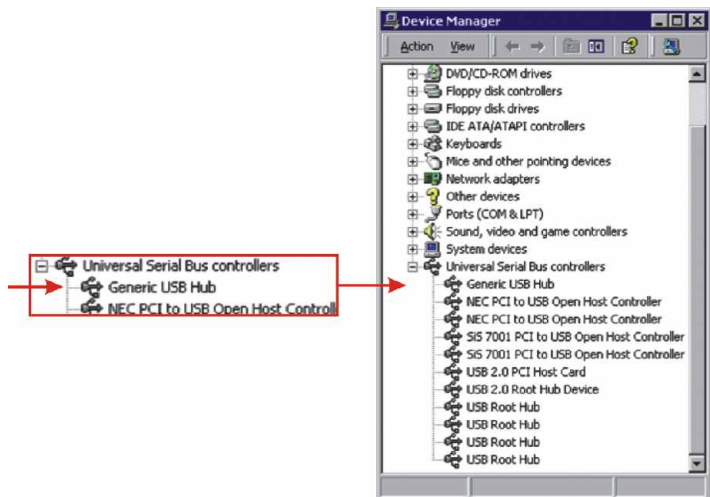 Device Manager
Action View
DVD/CD-ROM drives
Floppy disk controllers
Floppy disk drives
IDE ATA/ATAPI controllers
Keyboards
Mice and other pointing devices
Network adapters
Other devices
Ports (COM & LPT)
Sound, video and game controllers
System devices
Universal Serial Bus controllers
Generic USB Hub
NEC PCI to USB Open Host Controller
NEC PCI to USB Open Host Controller
SiS 7001 PCI to USB Open Host Controller
SiS 7001 PCI to USB Open Host Controller
USB 2.0 PCI Host Card
USB 2.0 Root Hub Device
USB Root Hub
USB Root Hub
USB Root Hub
USB Root Hub
Universal Serial Bus controllers
Generic USB Hub
NEC PCI to USB Open Host Controll